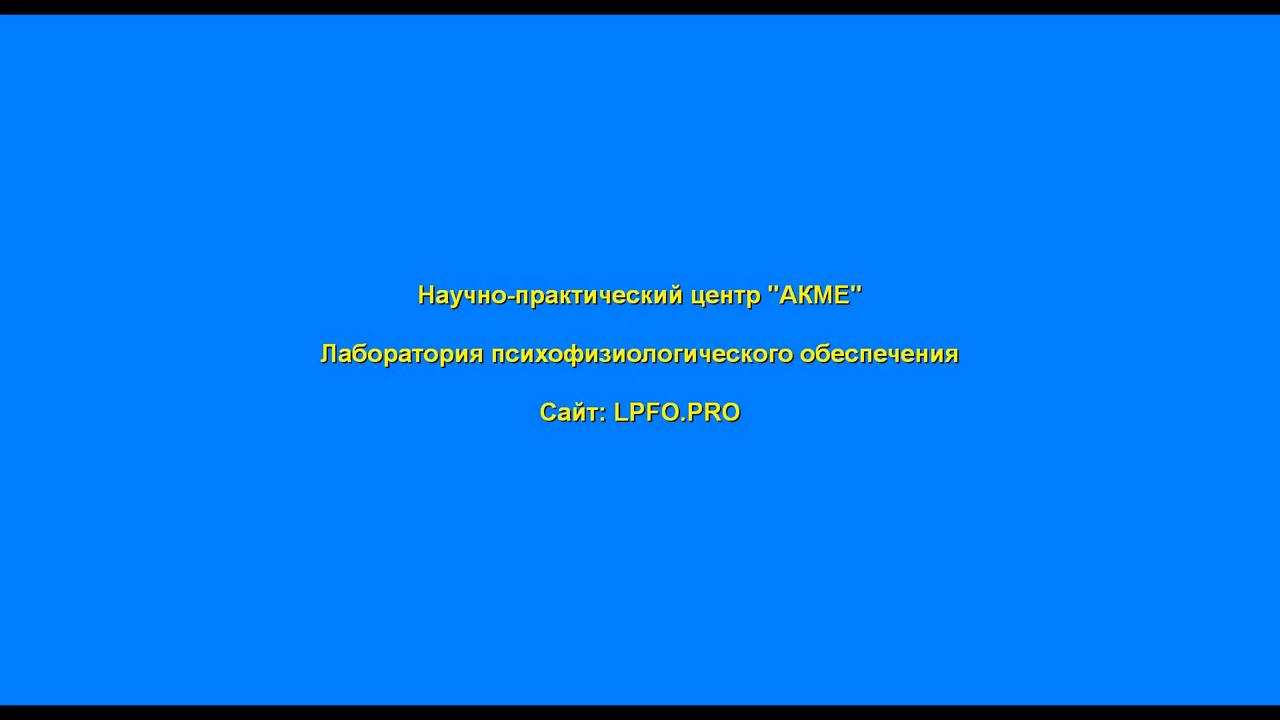 Научно-практический центр "АКМЕ"
Лаборатория психофизиологического обеспечения
Сайт: LPFO.PRO